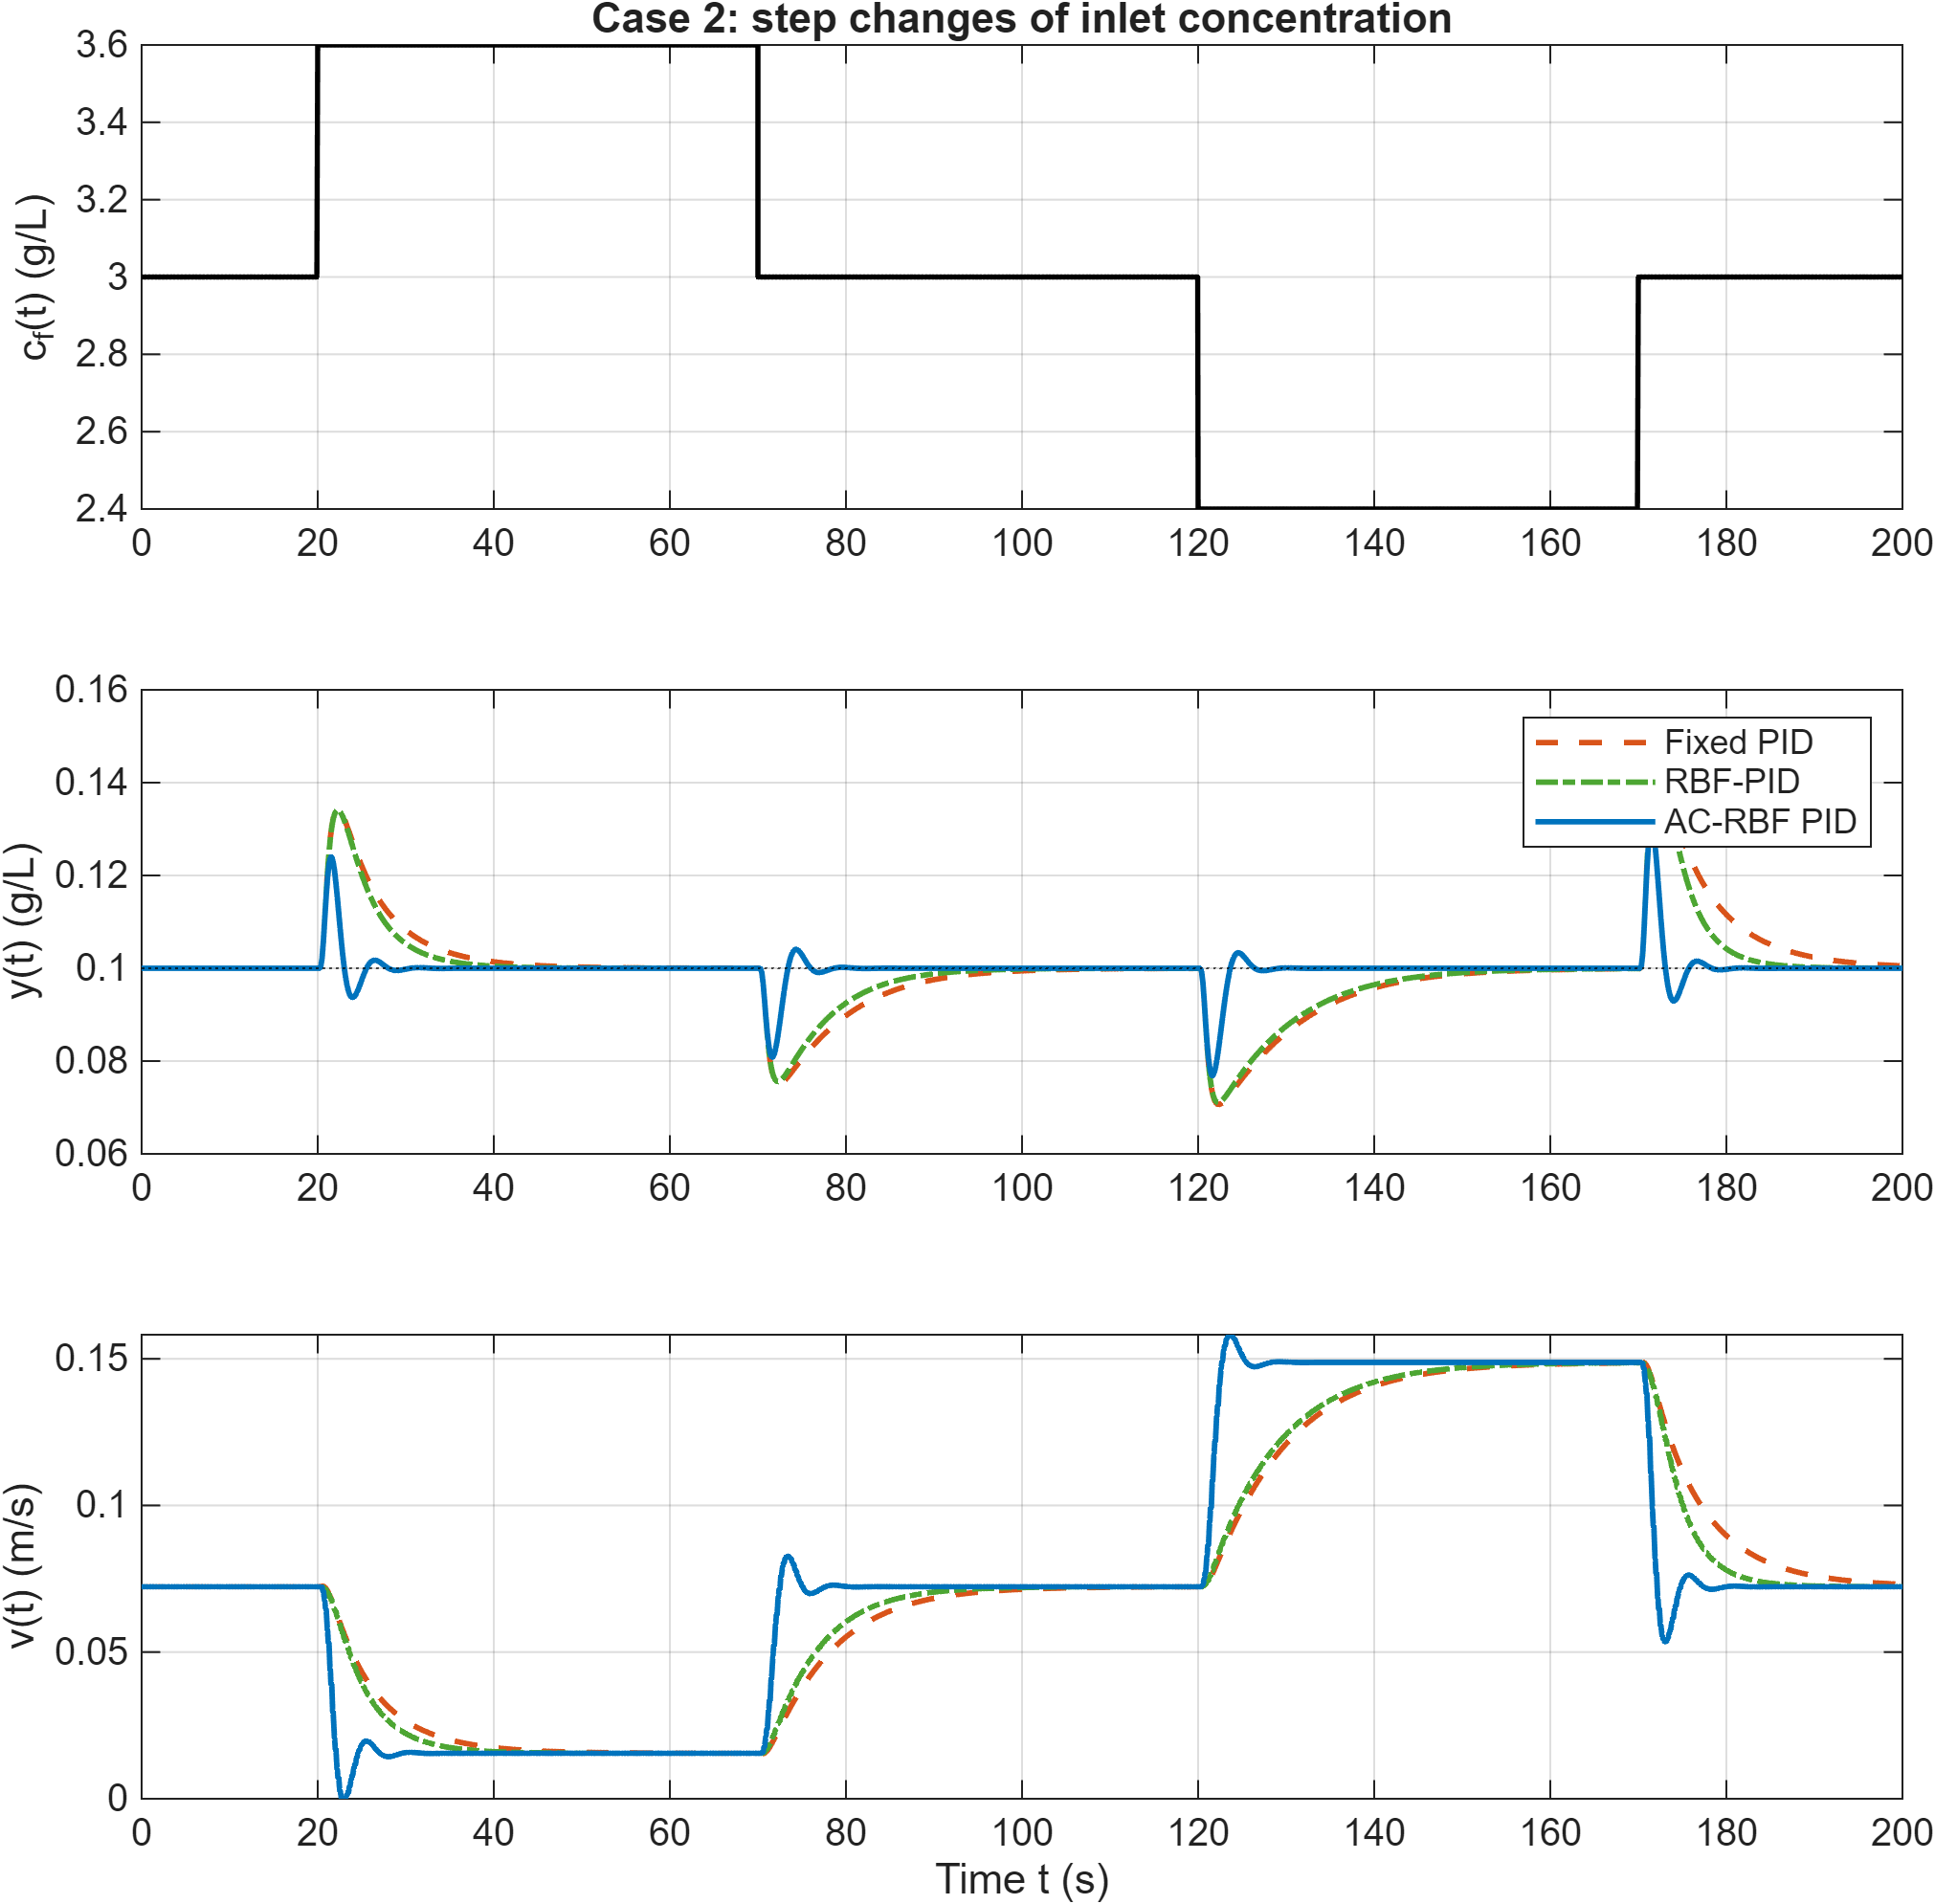 Case 2: step changes of inlet concentration
3.6
3.4
3.2
3
2.8
2.6
2.4
cf(t) (g/L)
0 20 40 60 80 100 120 140 160 180 200
0.16
0.14
0.12
0.1
0.08
0.06
y(t) (g/L)
Fixed PID
RBF-PID
AC-RBF PID
0 20 40 60 80 100 120 140 160 180 200
0.15
0.1
0.05
0
v(t) (m/s)
0 20 40 60 80 100 120 140 160 180 200
Time t (s)